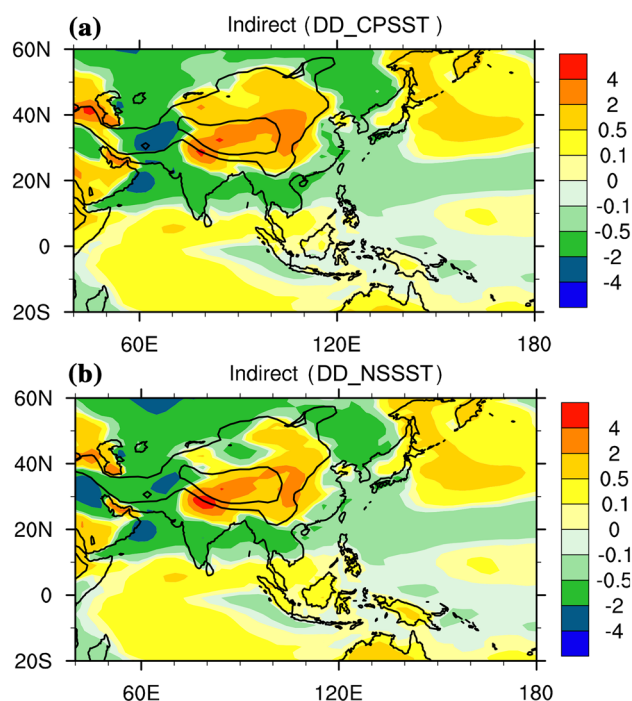 (a) Indirect (DD_CPSST)
60N
40N
20N
0
20S
60E 120E 180
4
2
0.5
0.1
0
-0.1
-0.5
-2
-4
(b) Indirect (DD_NSSST)
60N
40N
20N
0
20S
60E 120E 180
4
2
0.5
0.1
0
-0.1
-0.5
-2
-4